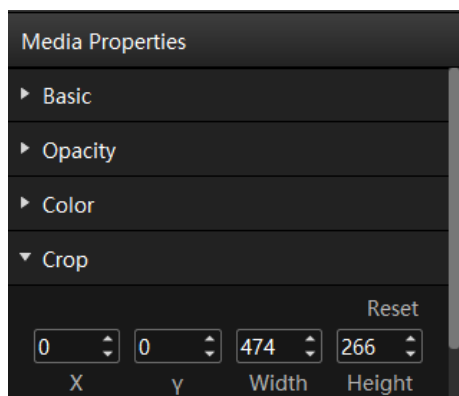 Media Properties
Basic
Opacity
Color
Crop
Reset
0 0 474 266
X Y Width Height